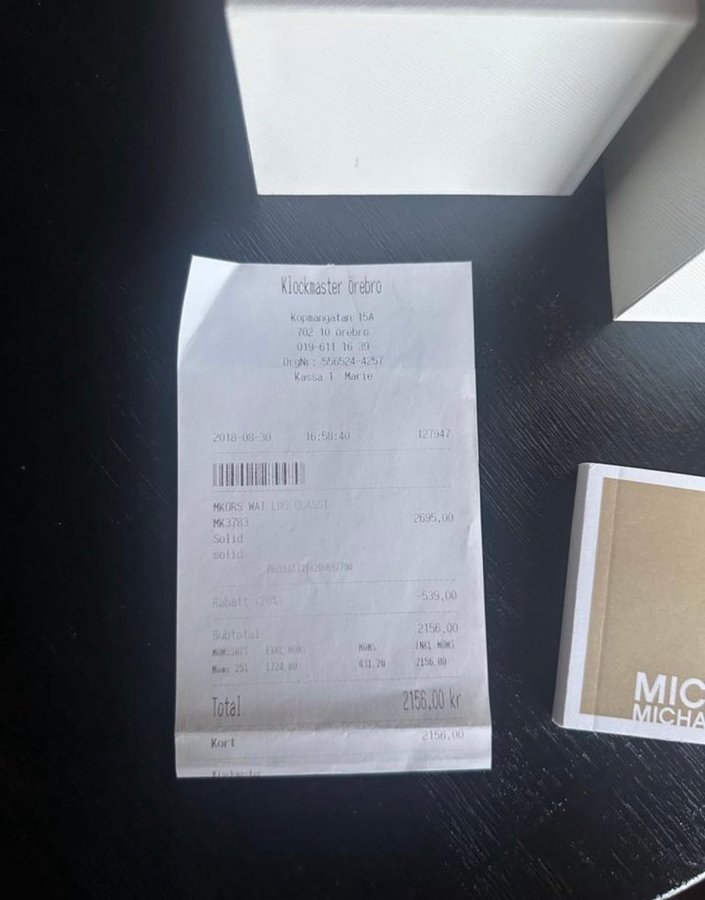 Klockmaster Örebro
Köpmangatan 15A
702 10 Örebro
019-611 16 39
OrgNr: 556524-4257
Kassa 1 Marie
2018-08-30 16:58:40 127947
MKORS WAT LDS CLASSI
MK3783 2695,00
Solid
solid
Rabatt (20%) -539,00
Subtotal 2156,00
MOMSSATS EXKL MOMS MOMS INKL MOMS
Moms 25% 1724,80 431,20 2156,00
Total 2156,00 kr
Kort 2156,00
Klockmaster
MIC
MICHA